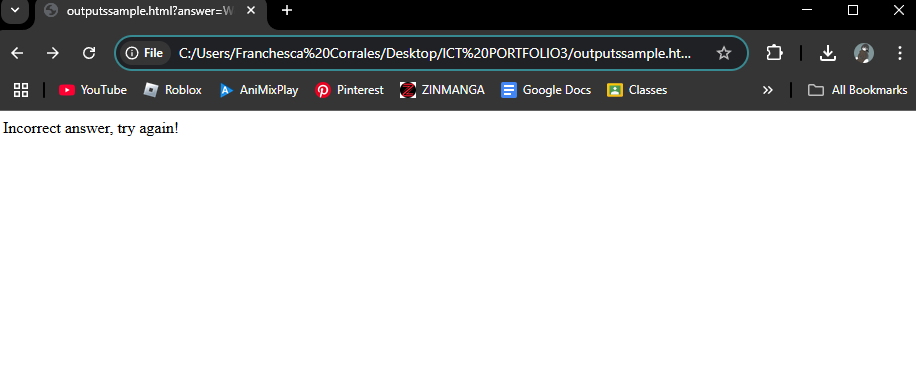 outputssample.html?answer=W
File C:/Users/Franchesca%20Corrales/Desktop/ICT%20PORTFOLIO3/outputssample.ht...
YouTube Roblox AniMixPlay Pinterest ZINMANGA Google Docs Classes » All Bookmarks
Incorrect answer, try again!